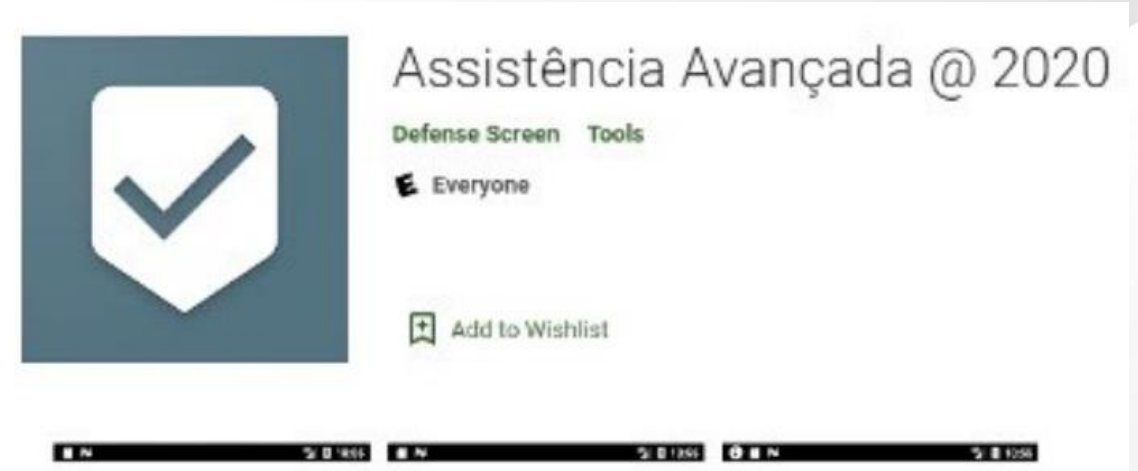 Assistência Avançada @ 2020
Defense Screen Tools
E Everyone
Add to Wishlist